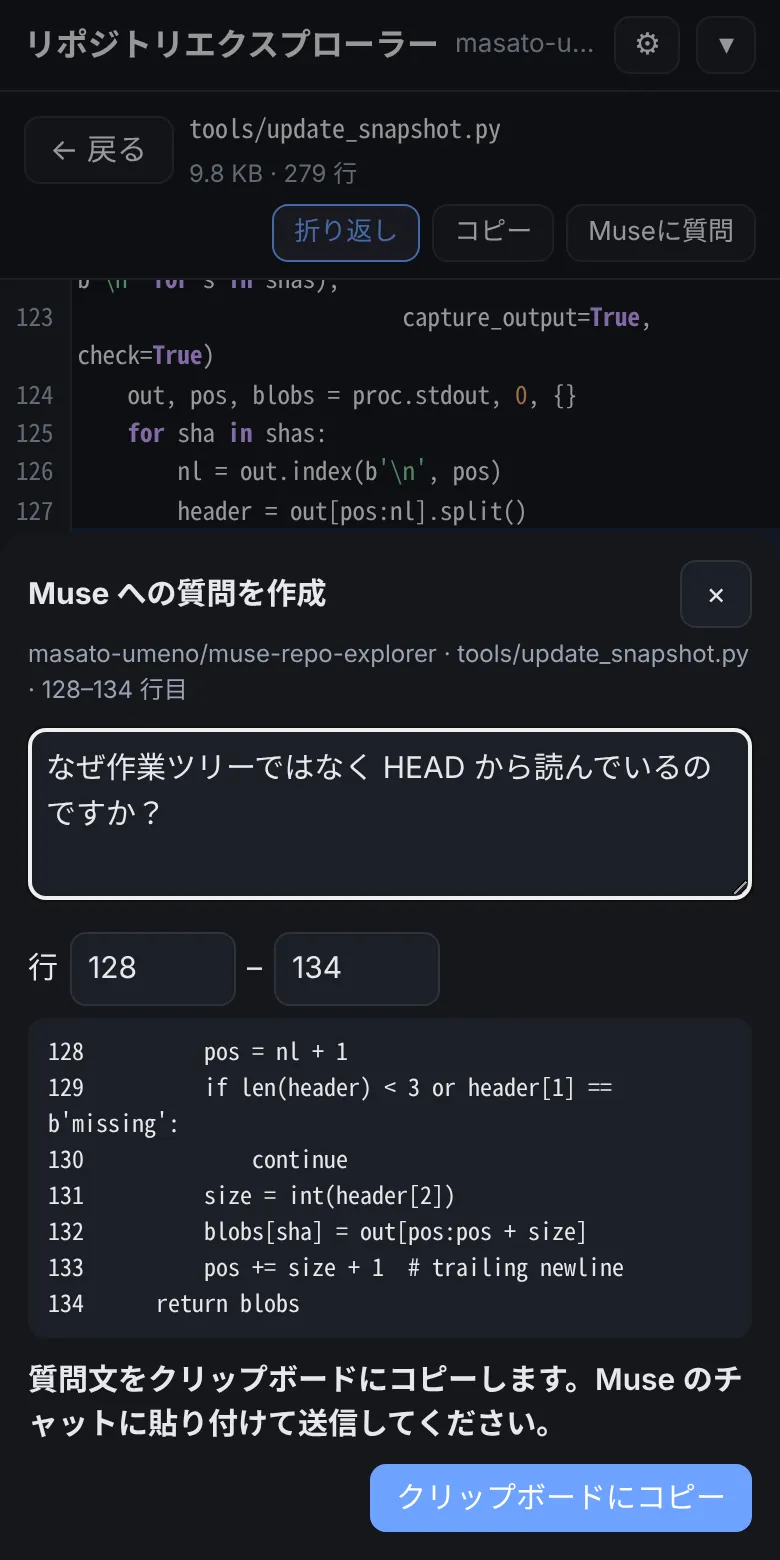 リポジトリエクスプローラー masato-u… ⚙ ▼
← 戻る
tools/update_snapshot.py
9.8 KB · 279 行
折り返し コピー Museに質問
b'\n' for s in shas),
123 capture_output=True,
check=True)
124 out, pos, blobs = proc.stdout, 0, {}
125 for sha in shas:
126 nl = out.index(b'\n', pos)
127 header = out[pos:nl].split()
Muse への質問を作成 ×
masato-umeno/muse-repo-explorer · tools/update_snapshot.py
· 128–134 行目
なぜ作業ツリーではなく HEAD から読んでいるの
ですか？
行 128 – 134
128 pos = nl + 1
129 if len(header) < 3 or header[1] ==
b'missing':
130 continue
131 size = int(header[2])
132 blobs[sha] = out[pos:pos + size]
133 pos += size + 1 # trailing newline
134 return blobs
質問文をクリップボードにコピーします。Muse のチ
ャットに貼り付けて送信してください。
クリップボードにコピー